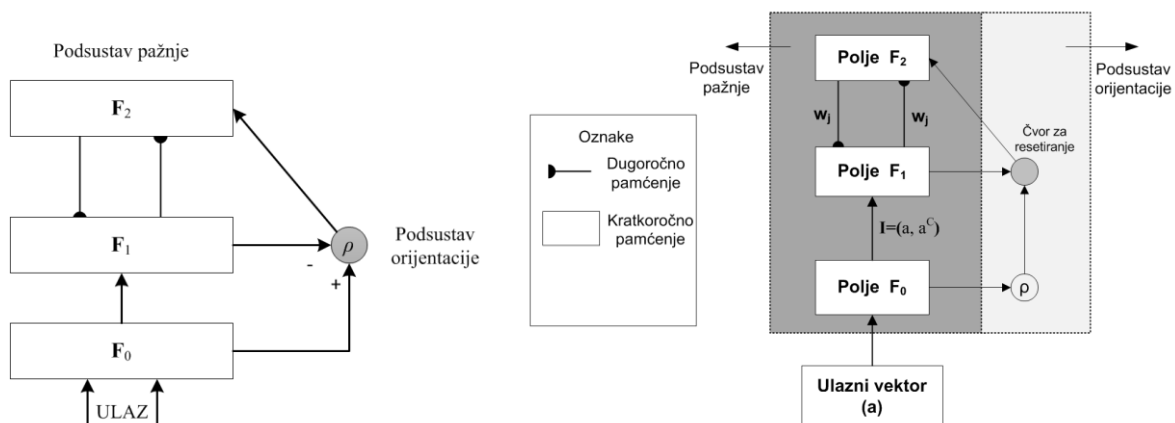 Podsustav pažnje
F2
F1
-
ρ
+
Podsustav
orijentacije
F0
ULAZ
Oznake
Dugoročno
pamćenje
Kratkoročno
pamćenje
Podsustav
pažnje
Podsustav
orijentacije
Polje F2
wj
wj
Čvor za
resetiranje
Polje F1
I=(a, aᶜ)
Polje F0
ρ
Ulazni vektor
(a)